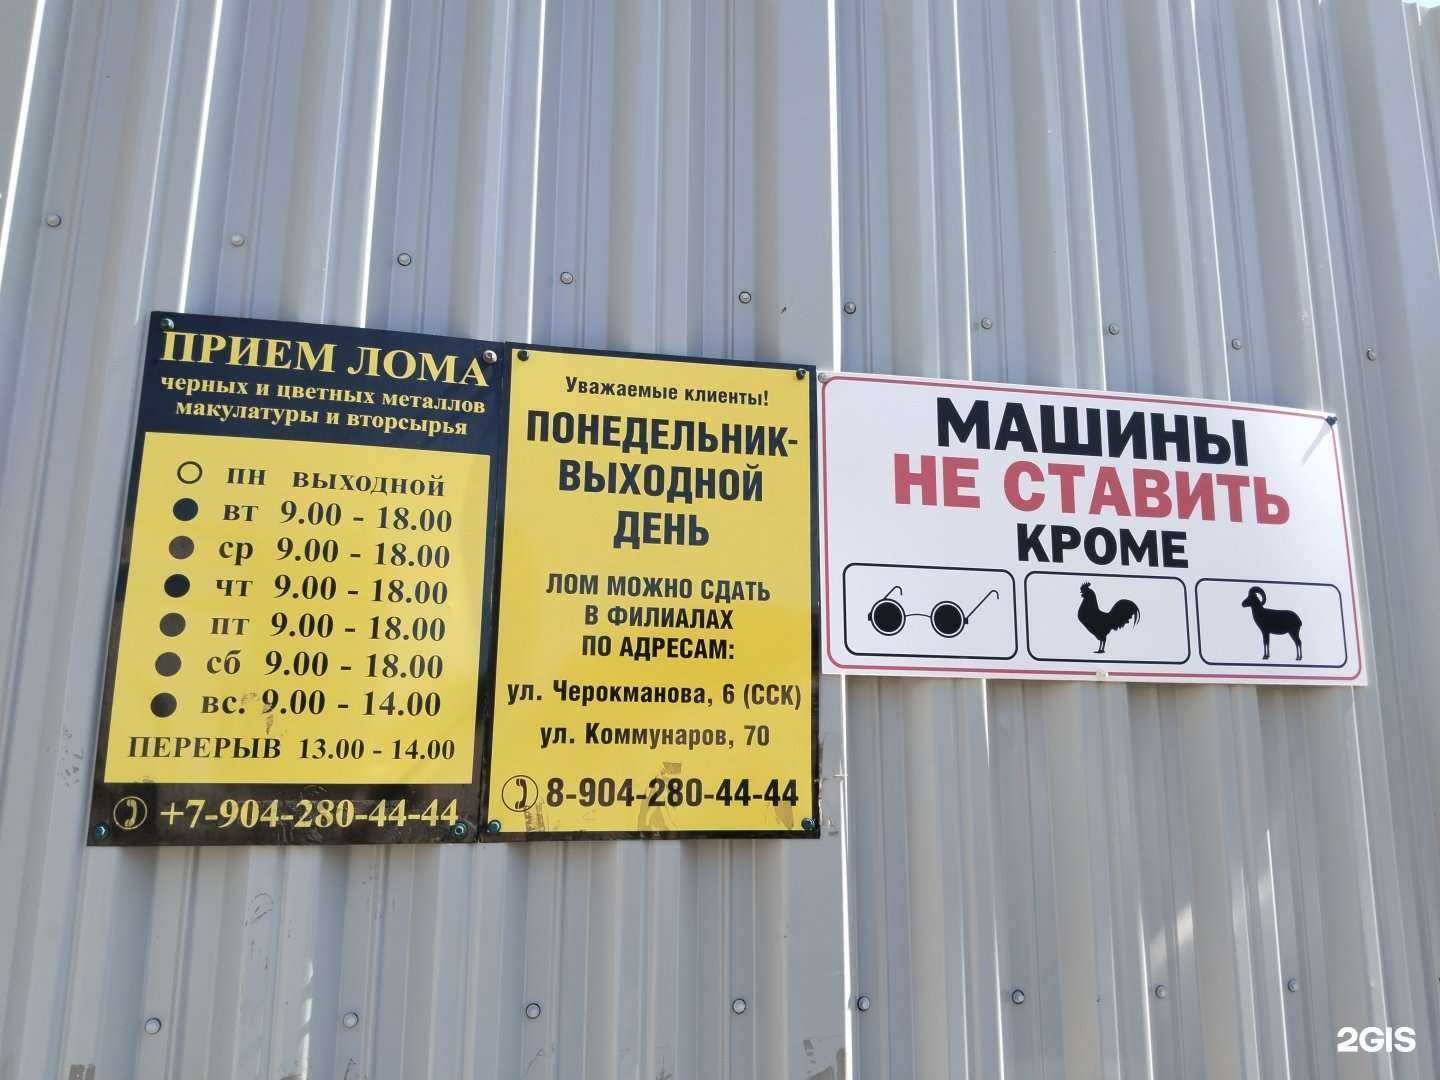 ПРИЕМ ЛОМА
черных и цветных металлов
макулатуры и вторсырья
ПН ВЫХОДНОЙ
ВТ 9.00 - 18.00
СР 9.00 - 18.00
ЧТ 9.00 - 18.00
ПТ 9.00 - 18.00
СБ 9.00 - 18.00
ВС. 9.00 - 14.00
ПЕРЕРЫВ 13.00 - 14.00
+7-904-280-44-44
Уважаемые клиенты!
ПОНЕДЕЛЬНИК-
ВЫХОДНОЙ
ДЕНЬ
ЛОМ МОЖНО СДАТЬ
В ФИЛИАЛАХ
ПО АДРЕСАМ:
ул. Черокманова, 6 (ССК)
ул. Коммунаров, 70
8-904-280-44-44
МАШИНЫ
НЕ СТАВИТЬ
КРОМЕ
2GIS